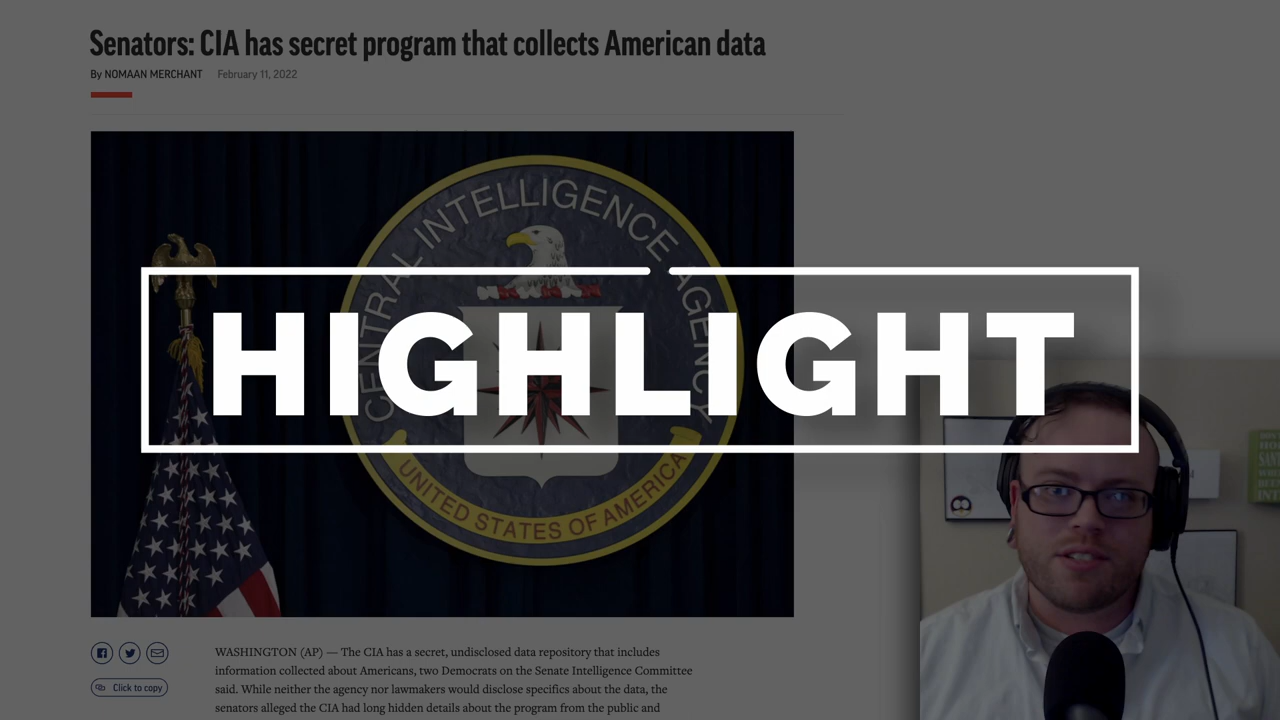 Senators: CIA has secret program that collects American data
By NOMAAN MERCHANT February 11, 2022
CENTRAL INTELLIGENCE AGENCY
HIGHLIGHT
UNITED STATES OF AMERICA
Click to copy
WASHINGTON (AP) — The CIA has a secret, undisclosed data repository that includes
information collected about Americans, two Democrats on the Senate Intelligence Committee
said. While neither the agency nor lawmakers would disclose specifics about the data, the
senators alleged the CIA had long hidden details about the program from the public and